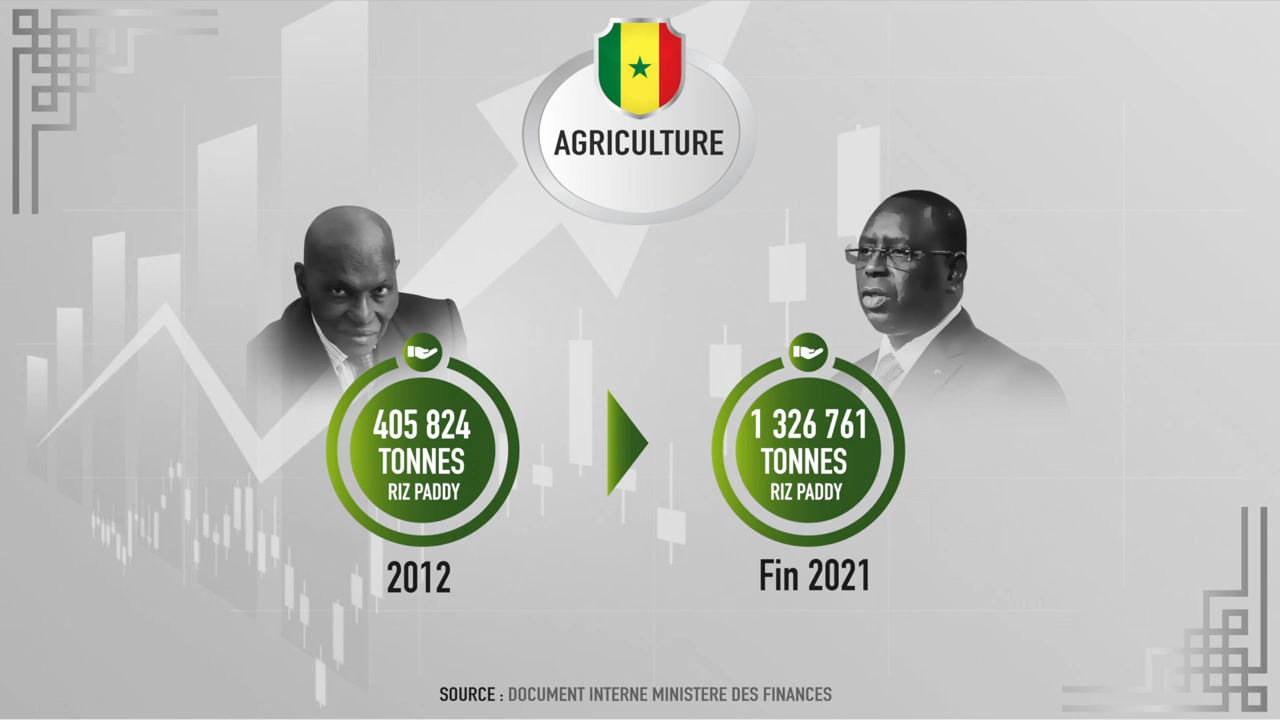 AGRICULTURE
405 824
TONNES
RIZ PADDY
2012
1 326 761
TONNES
RIZ PADDY
Fin 2021
SOURCE : DOCUMENT INTERNE MINISTERE DES FINANCES